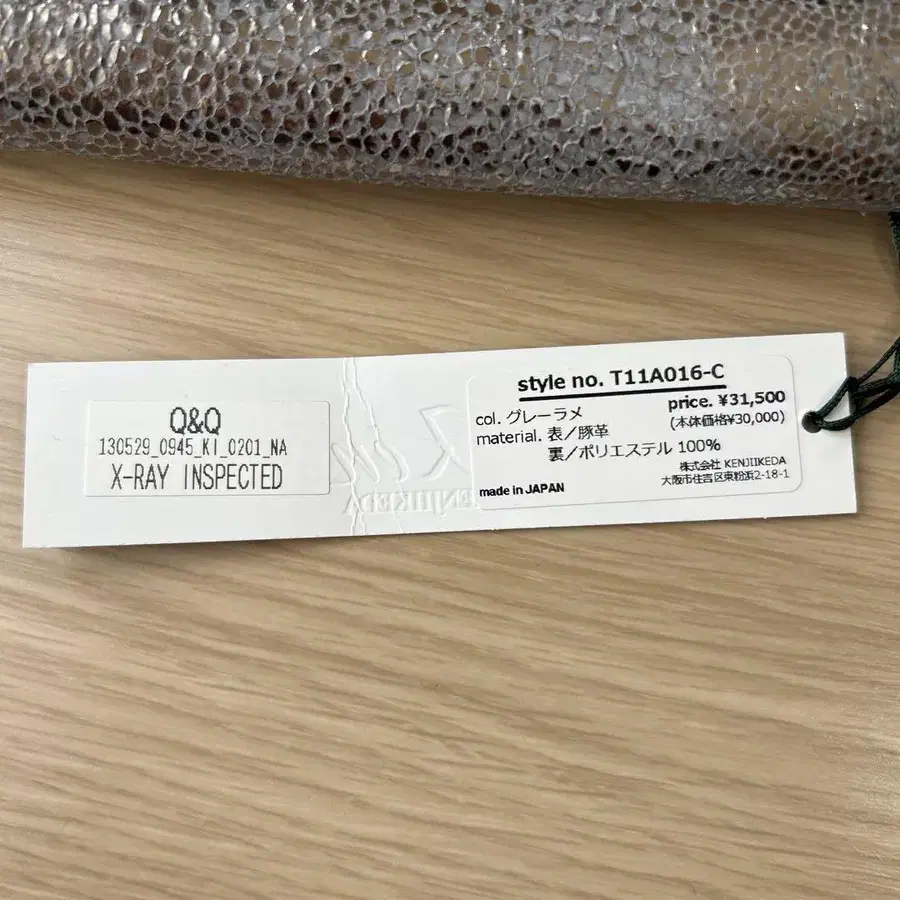 Q&Q
130529_0945_KI_0201_NA
X-RAY INSPECTED
style no. T11A016-C
price. ¥31,500
col. グレーラメ
(本体価格¥30,000)
material. 表/豚革
裏/ポリエステル 100%
株式会社 KENJIIKEDA
大阪市住吉区東粉浜2-18-1
made in JAPAN
KENJIIKEDA